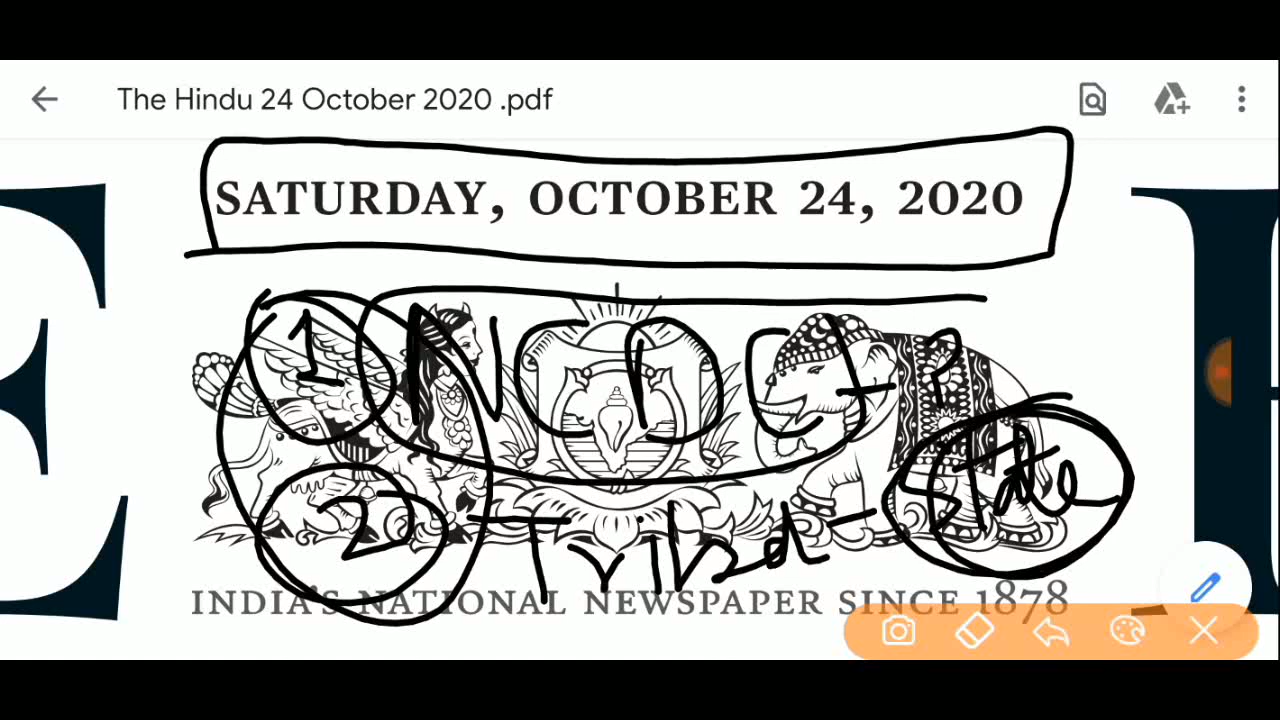 The Hindu 24 October 2020 .pdf
SATURDAY, OCTOBER 24, 2020
1 NCDC - ?
2 - Tribal - State
INDIA'S NATIONAL NEWSPAPER SINCE 1878